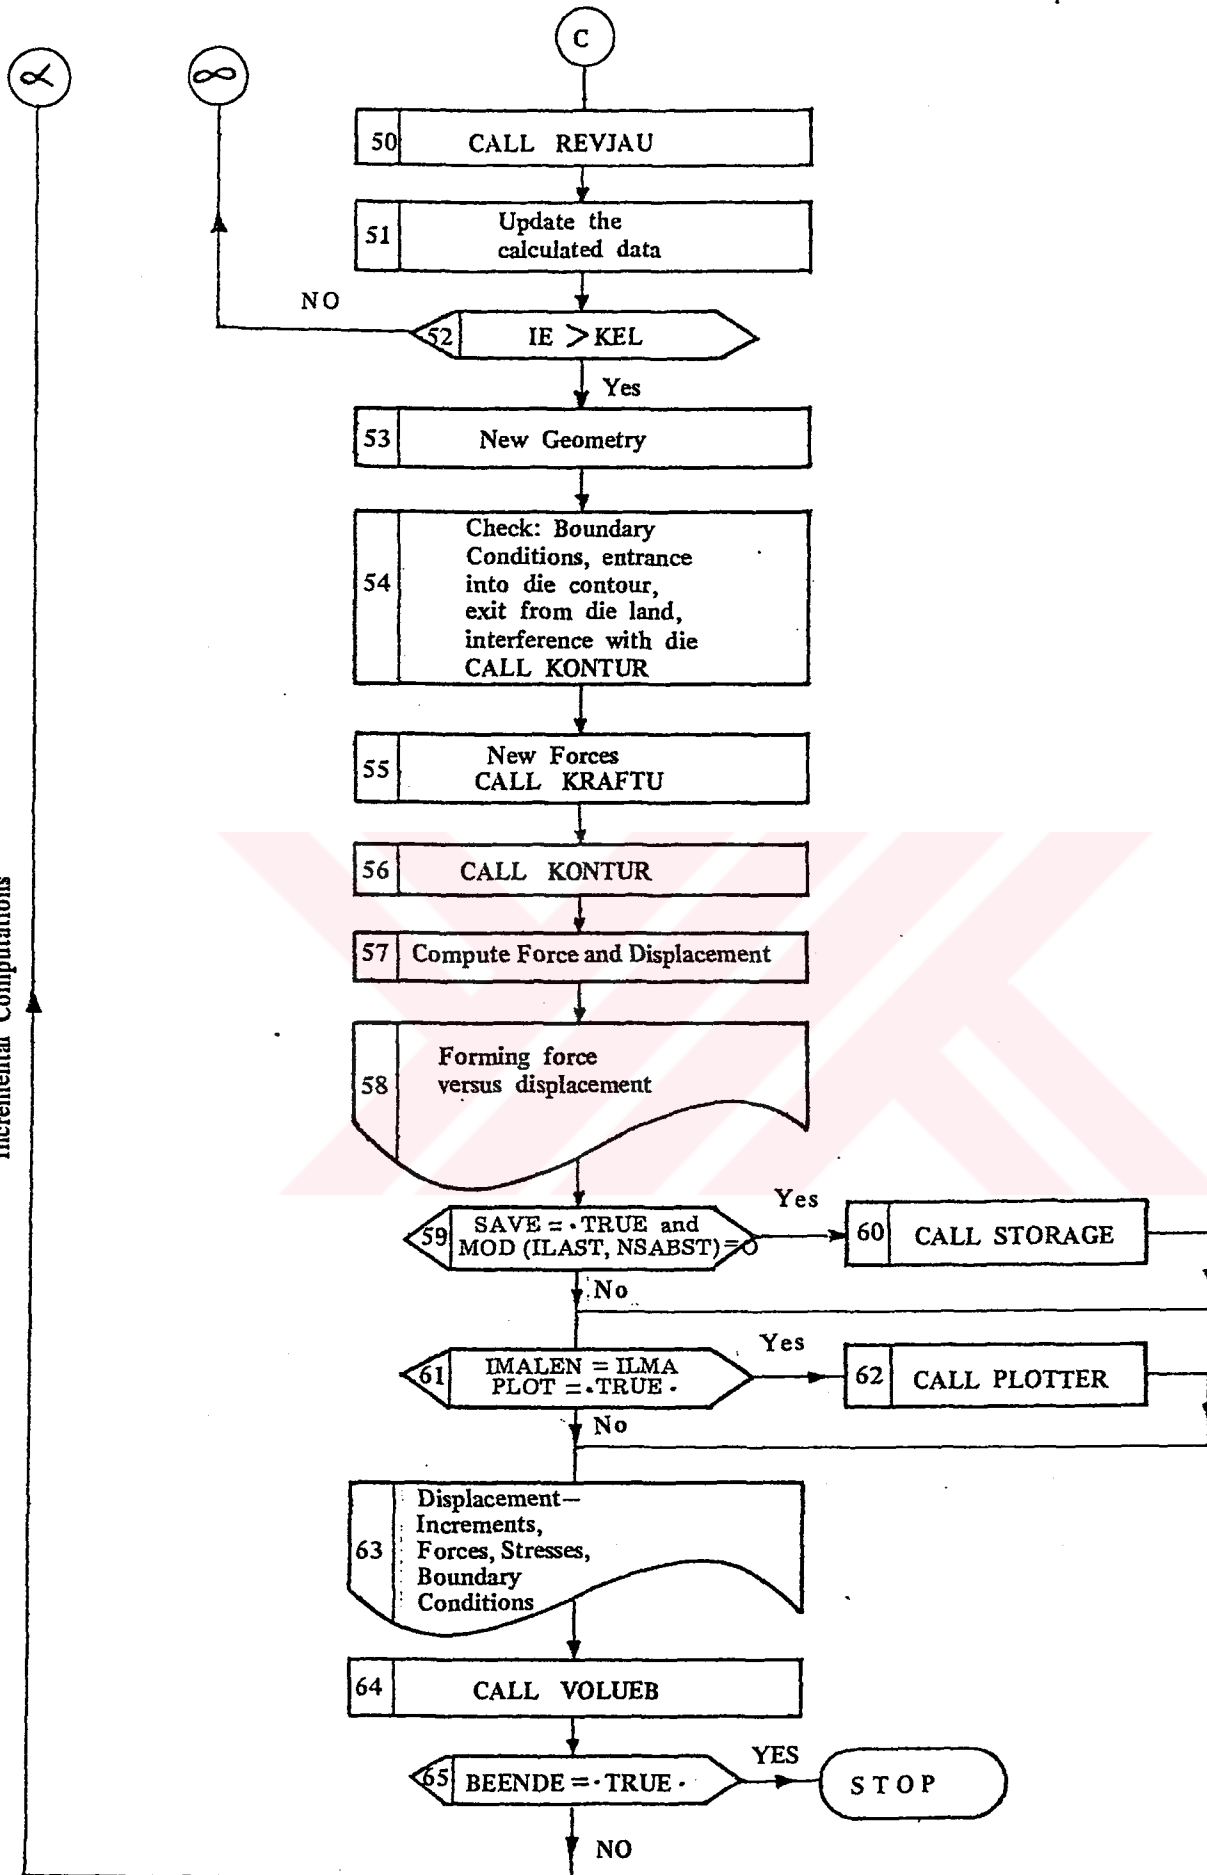 ∝
∞
C
50 CALL REVJAU
51 Update the
calculated data
NO
52 IE > KEL
Yes
53 New Geometry
54 Check: Boundary
Conditions, entrance
into die contour,
exit from die land,
interference with die
CALL KONTUR
55 New Forces
CALL KRAFTU
56 CALL KONTUR
57 Compute Force and Displacement
58 Forming force
versus displacement
59 SAVE = ·TRUE and
MOD (ILAST, NSABST) = O
Yes
60 CALL STORAGE
No
61 IMALEN = ILMA
PLOT = ·TRUE ·
Yes
62 CALL PLOTTER
No
63 Displacement—
Increments,
Forces, Stresses,
Boundary
Conditions
64 CALL VOLUEB
65 BEENDE = ·TRUE ·
YES
STOP
NO
Incremental Computations